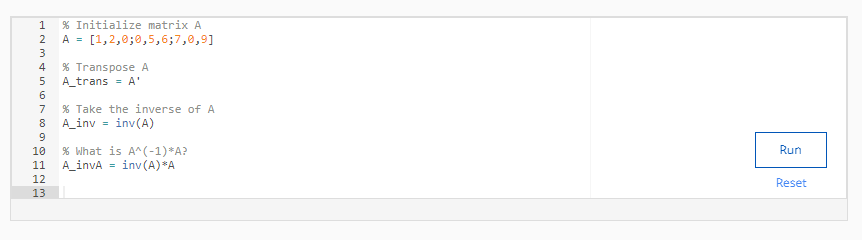 1 % Initialize matrix A
2 A = [1,2,0;0,5,6;7,0,9]
3
4 % Transpose A
5 A_trans = A'
6
7 % Take the inverse of A
8 A_inv = inv(A)
9
10 % What is A^(-1)*A?
11 A_invA = inv(A)*A
12
13
Run
Reset